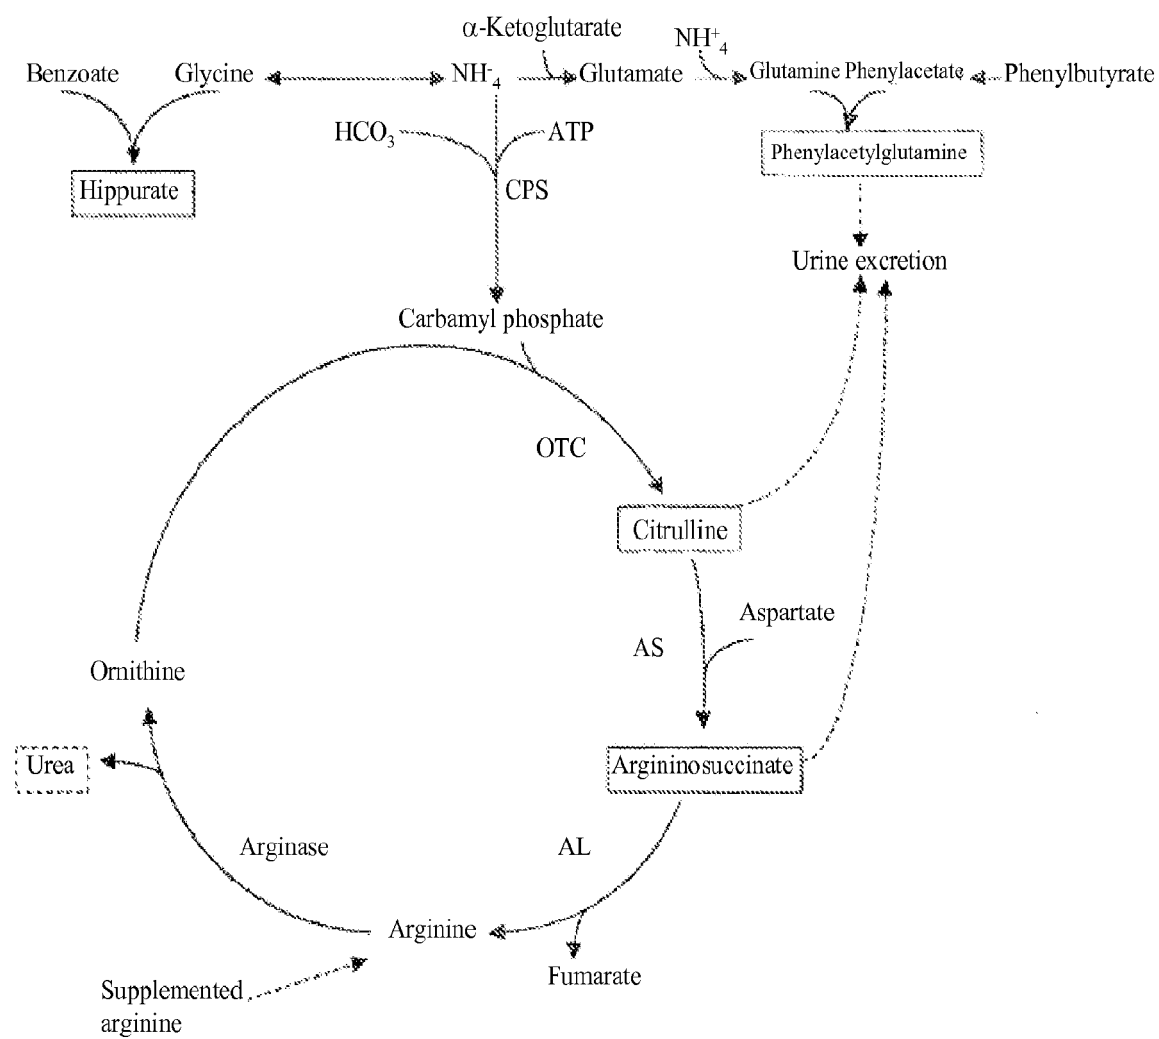 α-Ketoglutarate
NH⁺₄
Benzoate
Glycine
NH⁻₄
Glutamate
Glutamine Phenylacetate
Phenylbutyrate
HCO₃
ATP
Phenylacetylglutamine
Hippurate
CPS
Urine excretion
Carbamyl phosphate
OTC
Citrulline
Aspartate
AS
Ornithine
Urea
Argininosuccinate
Arginase
AL
Arginine
Fumarate
Supplemented
arginine